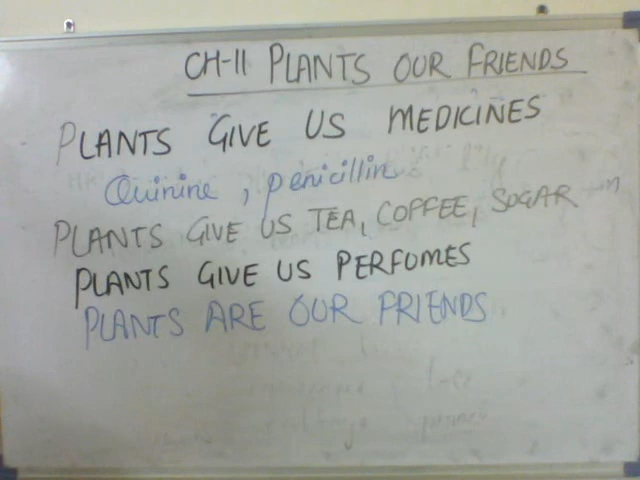 CH-11 PLANTS OUR FRIENDS
PLANTS GIVE US MEDICINES
Quinine, penicillin
PLANTS GIVE US TEA, COFFEE, SUGAR
PLANTS GIVE US PERFUMES
PLANTS ARE OUR FRIENDS